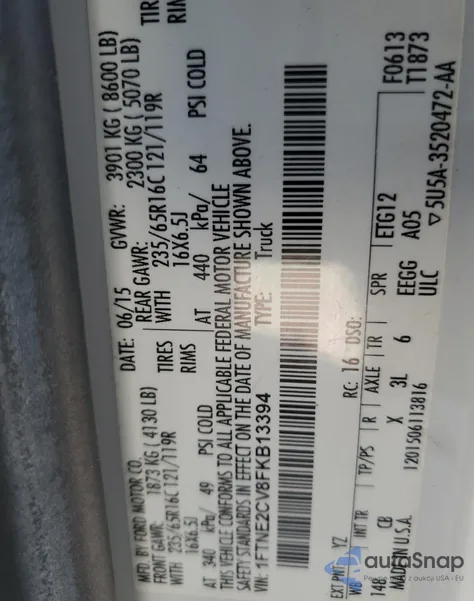 MFD. BY FORD MOTOR CO.
DATE: 06/15 GVWR: 3901 KG ( 8600 LB)
FRONT GAWR: 1873 KG ( 4130 LB) REAR GAWR: 2300 KG ( 5070 LB)
WITH
235/65R16C 121/119R TIRES WITH 235/65R16C 121/119R TIR
16X6.5J RIMS 16X6.5J RIM
AT 340 kPa/ 49 PSI COLD AT 440 kPa/ 64 PSI COLD
THIS VEHICLE CONFORMS TO ALL APPLICABLE FEDERAL MOTOR VEHICLE
SAFETY STANDARDS IN EFFECT ON THE DATE OF MANUFACTURE SHOWN ABOVE.
VIN: 1FTNE2CV8FKB13394 TYPE: Truck
F0613
T1873
EXT PNT: YZ RC: 16 DSO:
WB INT TR TP/PS R AXLE TR SPR ETG12
148 CB X 3L 6 EEGG A05
MADE IN U.S.A. ULC
12015061 13816 ▽5U5A-3520472-AA
auraSnap